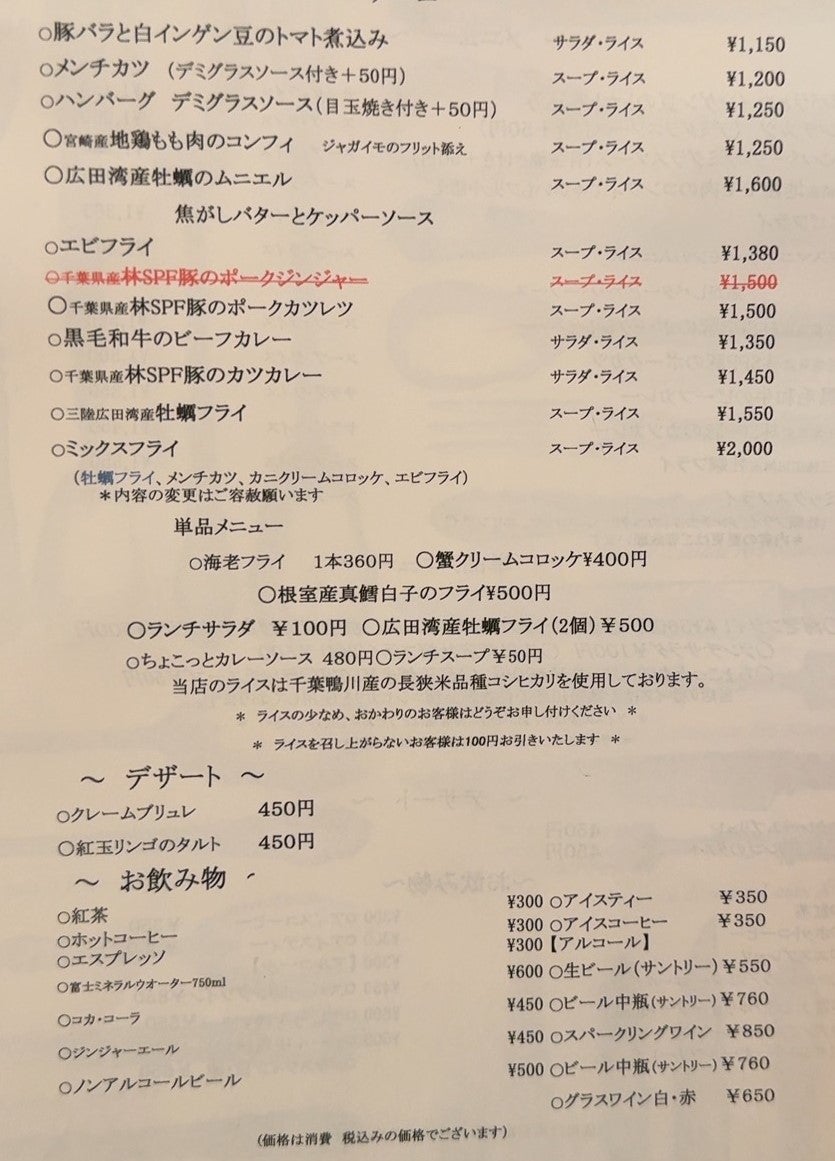 ○豚バラと白インゲン豆のトマト煮込み サラダ・ライス ¥1,150
○メンチカツ (デミグラスソース付き+50円) スープ・ライス ¥1,200
○ハンバーグ デミグラスソース(目玉焼き付き+50円) スープ・ライス ¥1,250
○宮崎産地鶏もも肉のコンフィ ジャガイモのフリット添え スープ・ライス ¥1,250
○広田湾産牡蠣のムニエル スープ・ライス ¥1,600
焦がしバターとケッパーソース
○エビフライ スープ・ライス ¥1,380
○千葉県産林SPF豚のポークジンジャー スープ・ライス ¥1,500
○千葉県産林SPF豚のポークカツレツ スープ・ライス ¥1,500
○黒毛和牛のビーフカレー サラダ・ライス ¥1,350
○千葉県産林SPF豚のカツカレー サラダ・ライス ¥1,450
○三陸広田湾産牡蠣フライ スープ・ライス ¥1,550
○ミックスフライ スープ・ライス ¥2,000
(牡蠣フライ、メンチカツ、カニクリームコロッケ、エビフライ)
*内容の変更はご容赦願います
単品メニュー
○海老フライ 1本360円 ○蟹クリームコロッケ¥400円
○根室産真鱈白子のフライ¥500円
○ランチサラダ ¥100円 ○広田湾産牡蠣フライ(2個)¥500
○ちょこっとカレーソース 480円○ランチスープ¥50円
当店のライスは千葉鴨川産の長狭米品種コシヒカリを使用しております。
* ライスの少なめ、おかわりのお客様はどうぞお申し付けください *
* ライスを召し上がらないお客様は100円お引きいたします *
~ デザート ~
○クレームブリュレ 450円
○紅玉リンゴのタルト 450円
~ お飲み物
○紅茶 ¥300 ○アイスティー ¥350
○ホットコーヒー ¥300 ○アイスコーヒー ¥350
○エスプレッソ ¥300 【アルコール】
○富士ミネラルウオーター750ml ¥600 ○生ビール(サントリー) ¥550
○コカ・コーラ ¥450 ○ビール中瓶(サントリー) ¥760
○ジンジャーエール ¥450 ○スパークリングワイン ¥850
○ノンアルコールビール ¥500 ○ビール中瓶(サントリー) ¥760
○グラスワイン白・赤 ¥650
(価格は消費 税込みの価格でございます)